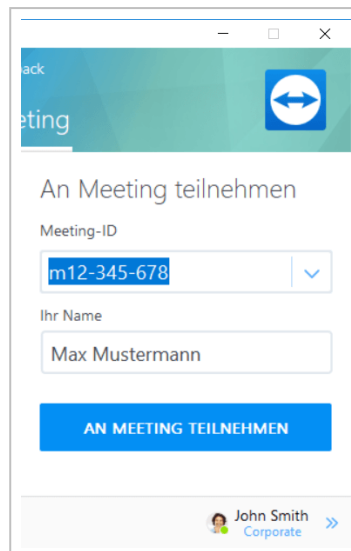 ack
eting
An Meeting teilnehmen
Meeting-ID
m12-345-678
Ihr Name
Max Mustermann
AN MEETING TEILNEHMEN
John Smith
Corporate